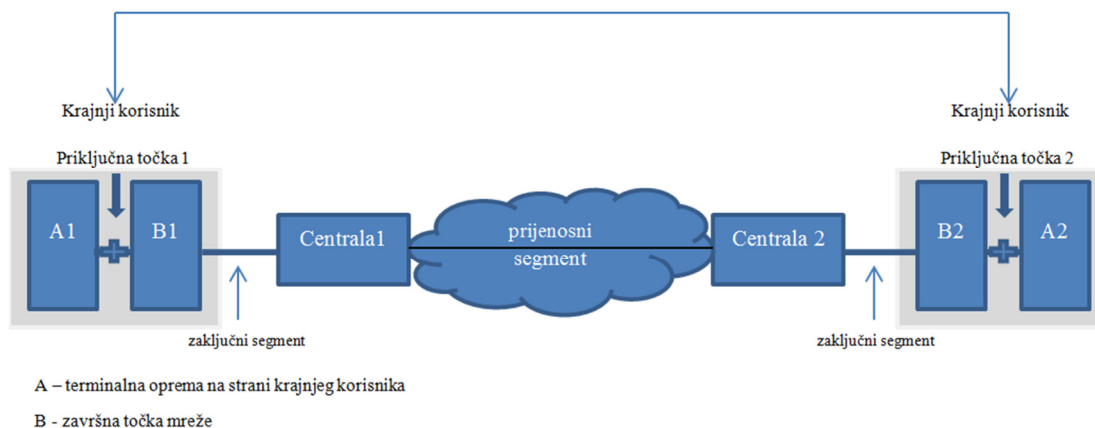 Krajnji korisnik
Krajnji korisnik
Priključna točka 1
Priključna točka 2
A1
B1
Centrala1
prijenosni
segment
Centrala 2
B2
A2
zaključni segment
zaključni segment
A – terminalna oprema na strani krajnjeg korisnika
B - završna točka mreže